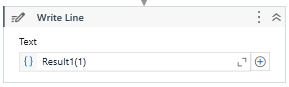 Write Line
Text
{} Result1(1)